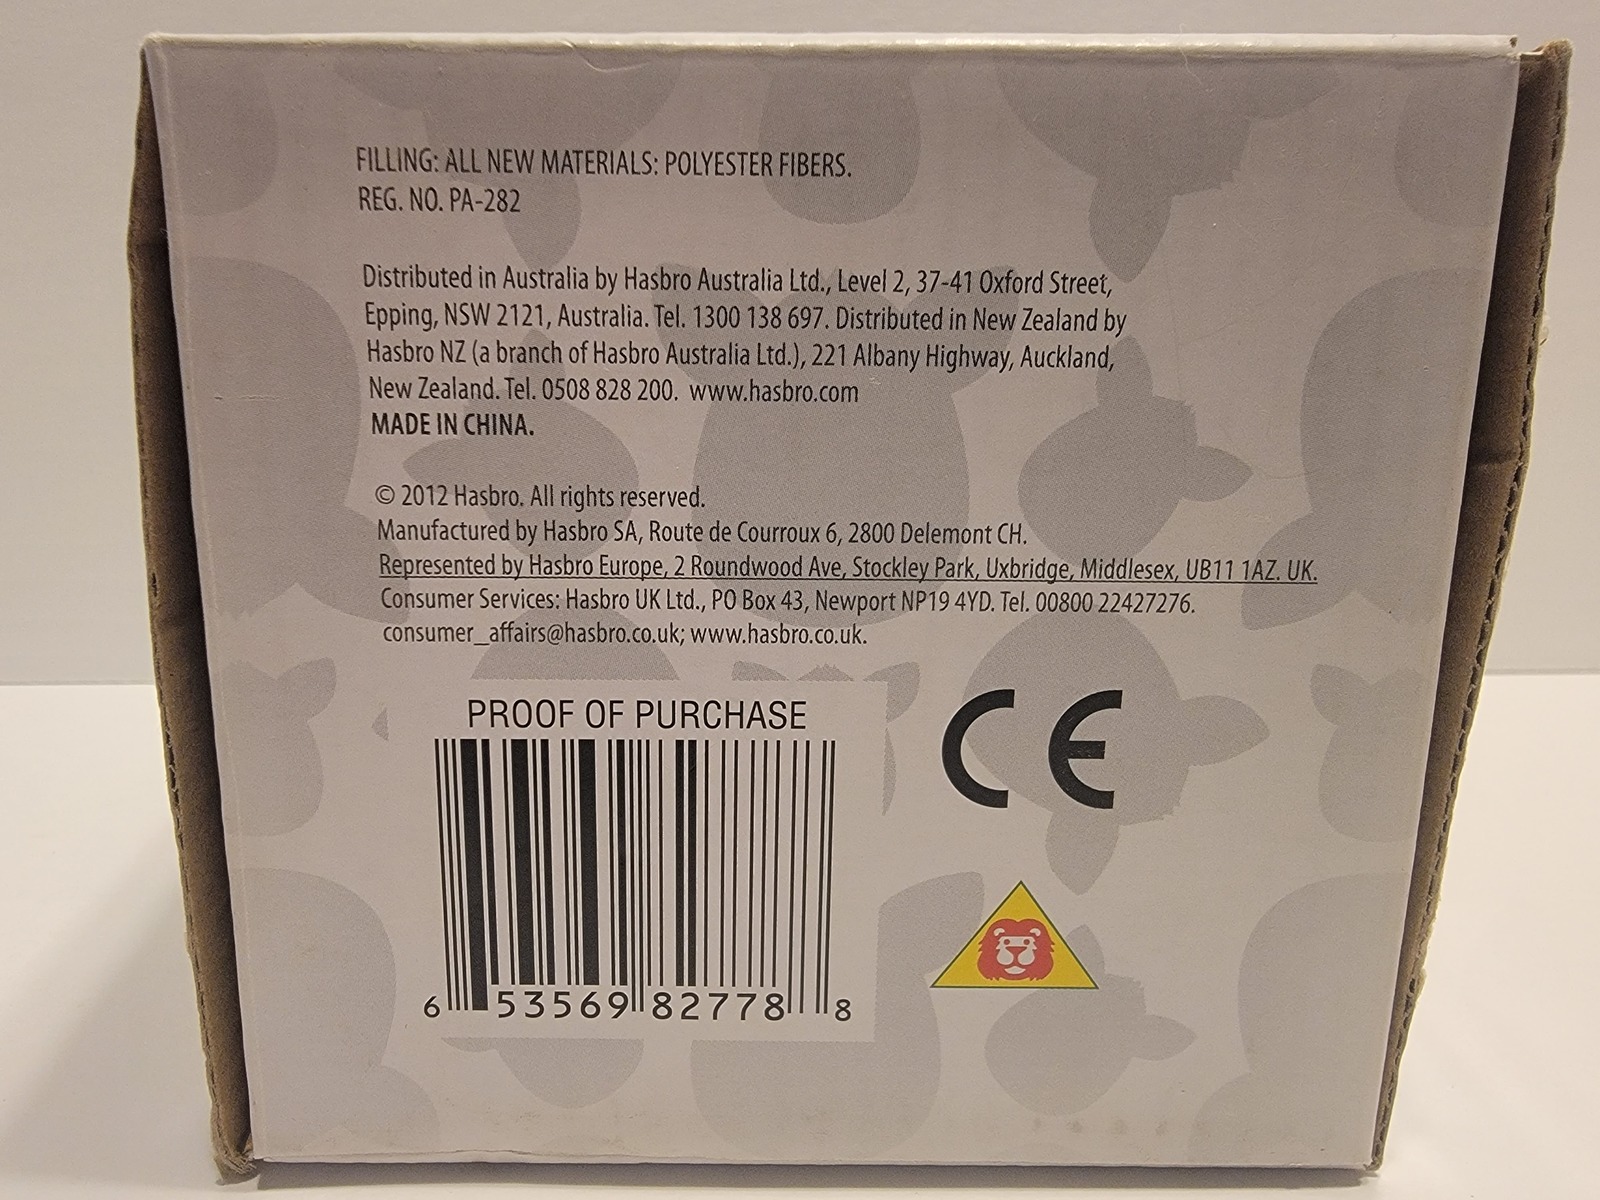 FILLING: ALL NEW MATERIALS: POLYESTER FIBERS.
REG. NO. PA-282
Distributed in Australia by Hasbro Australia Ltd., Level 2, 37-41 Oxford Street,
Epping, NSW 2121, Australia. Tel. 1300 138 697. Distributed in New Zealand by
Hasbro NZ (a branch of Hasbro Australia Ltd.), 221 Albany Highway, Auckland,
New Zealand. Tel. 0508 828 200. www.hasbro.com
MADE IN CHINA.
© 2012 Hasbro. All rights reserved.
Manufactured by Hasbro SA, Route de Courroux 6, 2800 Delemont CH.
Represented by Hasbro Europe, 2 Roundwood Ave, Stockley Park, Uxbridge, Middlesex, UB11 1AZ. UK.
Consumer Services: Hasbro UK Ltd., PO Box 43, Newport NP19 4YD. Tel. 00800 22427276.
consumer_affairs@hasbro.co.uk; www.hasbro.co.uk.
PROOF OF PURCHASE
6 53569 82778 8
CE